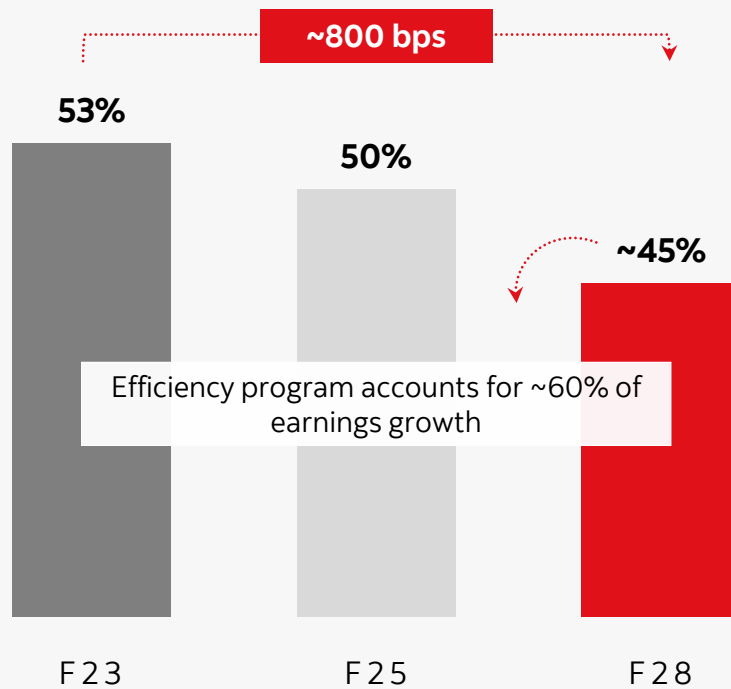 ~800 bps
53%
50%
~45%
Efficiency program accounts for ~60% of
earnings growth
F23
F25
F28